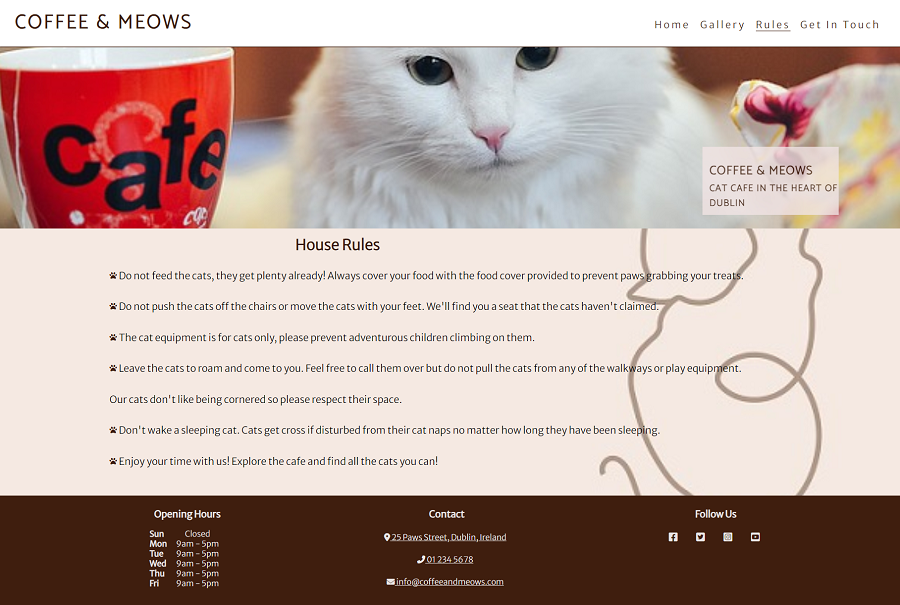 COFFEE & MEOWS
Home Gallery Rules Get In Touch
cafe
cafe
COFFEE & MEOWS
CAT CAFE IN THE HEART OF
DUBLIN
House Rules
Do not feed the cats, they get plenty already! Always cover your food with the food cover provided to prevent paws grabbing your treats.
Do not push the cats off the chairs or move the cats with your feet. We'll find you a seat that the cats haven't claimed.
The cat equipment is for cats only, please prevent adventurous children climbing on them.
Leave the cats to roam and come to you. Feel free to call them over but do not pull the cats from any of the walkways or play equipment.
Our cats don't like being cornered so please respect their space.
Don't wake a sleeping cat. Cats get cross if disturbed from their cat naps no matter how long they have been sleeping.
Enjoy your time with us! Explore the cafe and find all the cats you can!
Opening Hours
Sun Closed
Mon 9am - 5pm
Tue 9am - 5pm
Wed 9am - 5pm
Thu 9am - 5pm
Fri 9am - 5pm
Contact
25 Paws Street, Dublin, Ireland
01 234 5678
info@coffeeandmeows.com
Follow Us